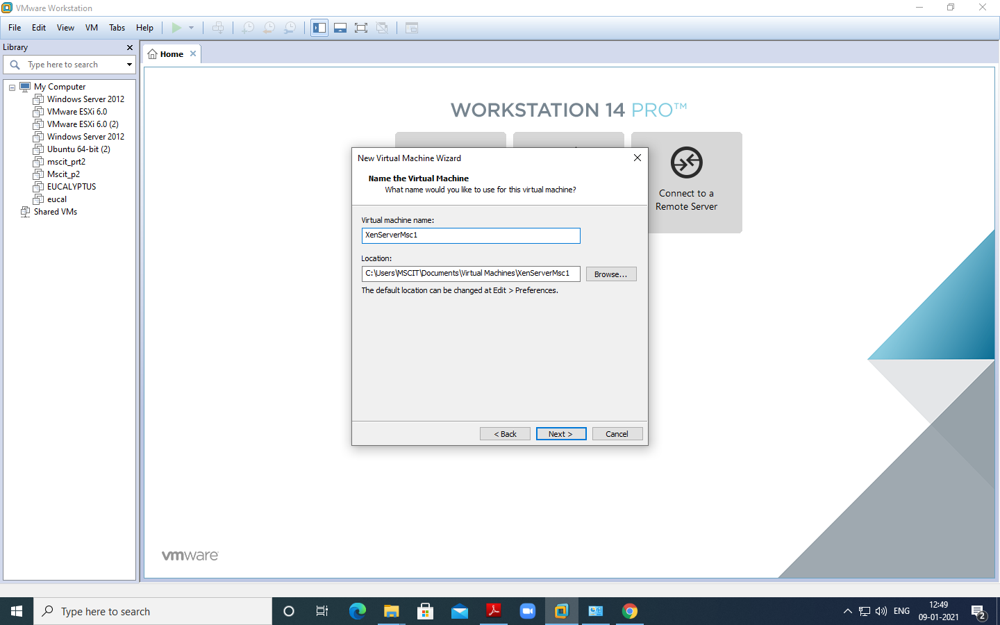 VMware Workstation
File Edit View VM Tabs Help
Library
Type here to search
My Computer
Windows Server 2012
VMware ESXi 6.0
VMware ESXi 6.0 (2)
Windows Server 2012
Ubuntu 64-bit (2)
mscit_prt2
Mscit_p2
EUCALYPTUS
eucal
Shared VMs
Home
WORKSTATION 14 PRO™
Connect to a
Remote Server
New Virtual Machine Wizard
Name the Virtual Machine
What name would you like to use for this virtual machine?
Virtual machine name:
XenServerMsc1
Location:
C:\Users\MSCIT\Documents\Virtual Machines\XenServerMsc1
Browse...
The default location can be changed at Edit > Preferences.
< Back Next > Cancel
vmware
Type here to search
ENG
12:49
09-01-2021
2